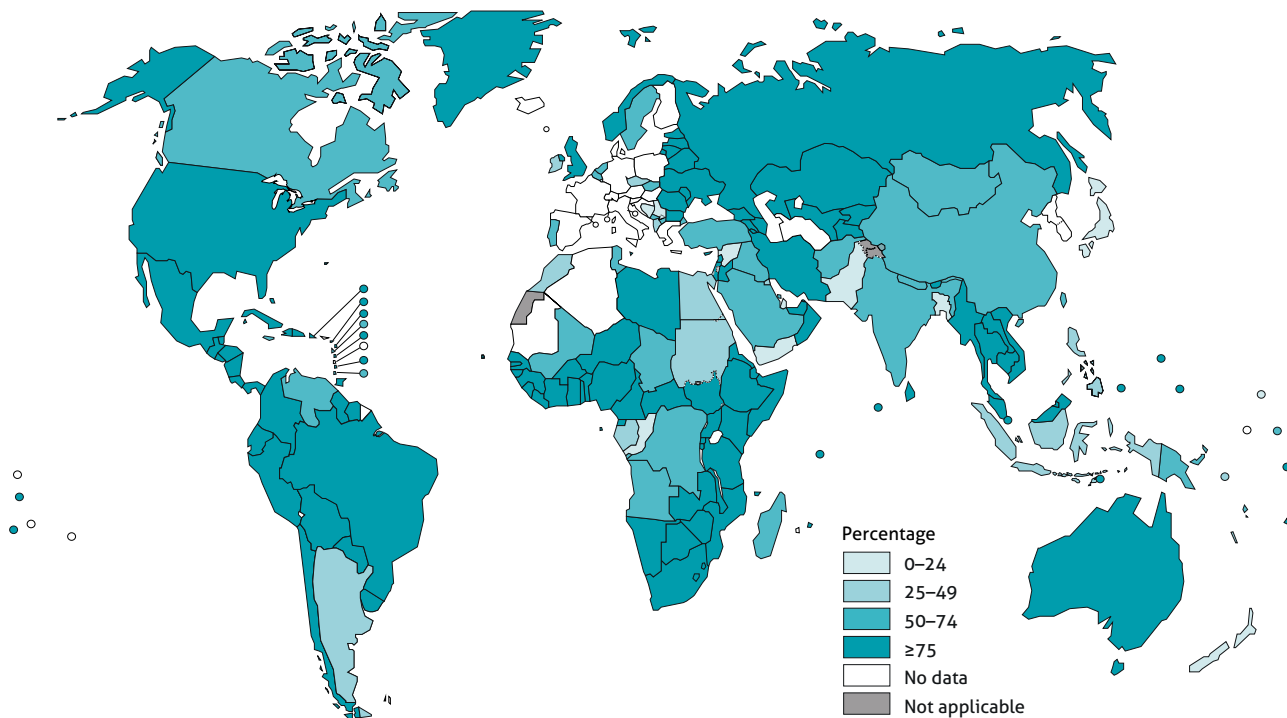 Percentage
0–24
25–49
50–74
≥75
No data
Not applicable